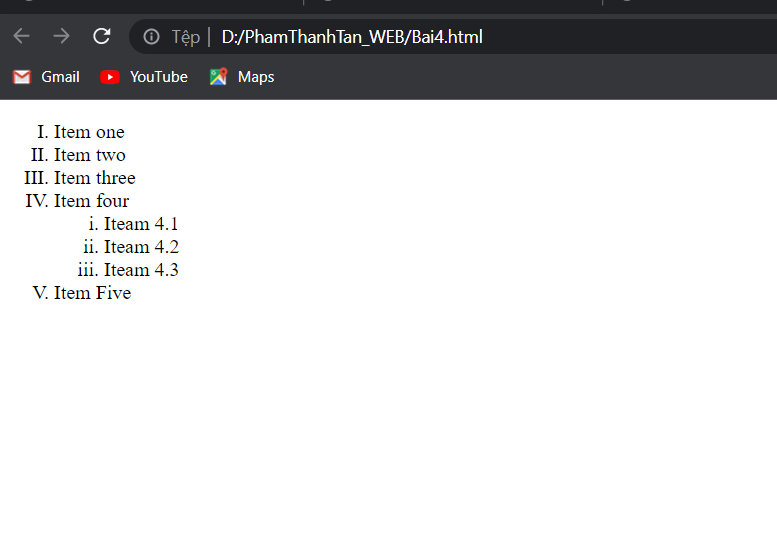 Tệp | D:/PhamThanhTan_WEB/Bai4.html
Gmail YouTube Maps
I. Item one
II. Item two
III. Item three
IV. Item four
i. Iteam 4.1
ii. Iteam 4.2
iii. Iteam 4.3
V. Item Five